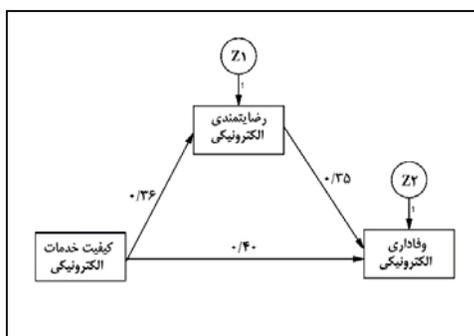 Z۱
۱
رضایتمندی
الکترونیکی
۰/۳۶
۰/۳۵
Z۲
۱
کیفیت خدمات
الکترونیکی
۰/۴۰
وفاداری
الکترونیکی